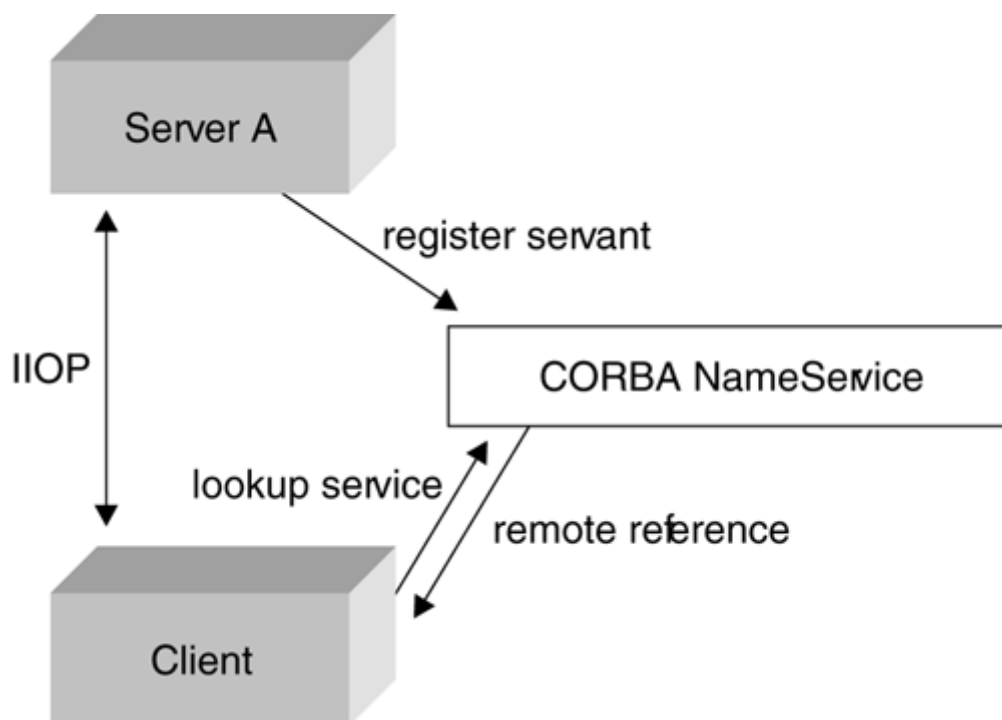 Server A
register servant
IIOP
CORBA NameService
lookup service
remote reference
Client